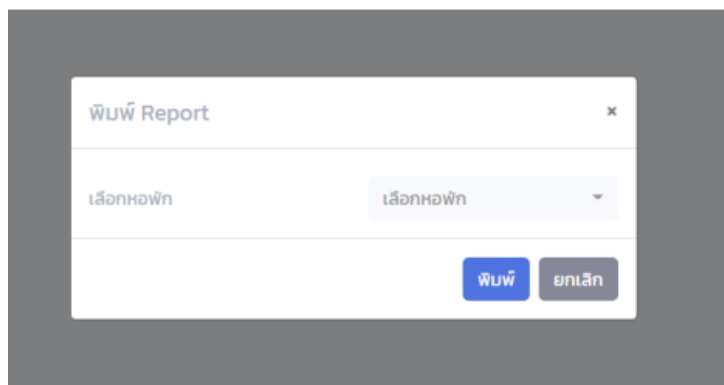 พิมพ์ Report ×
เลือกหอพัก เลือกหอพัก
พิมพ์ ยกเลิก